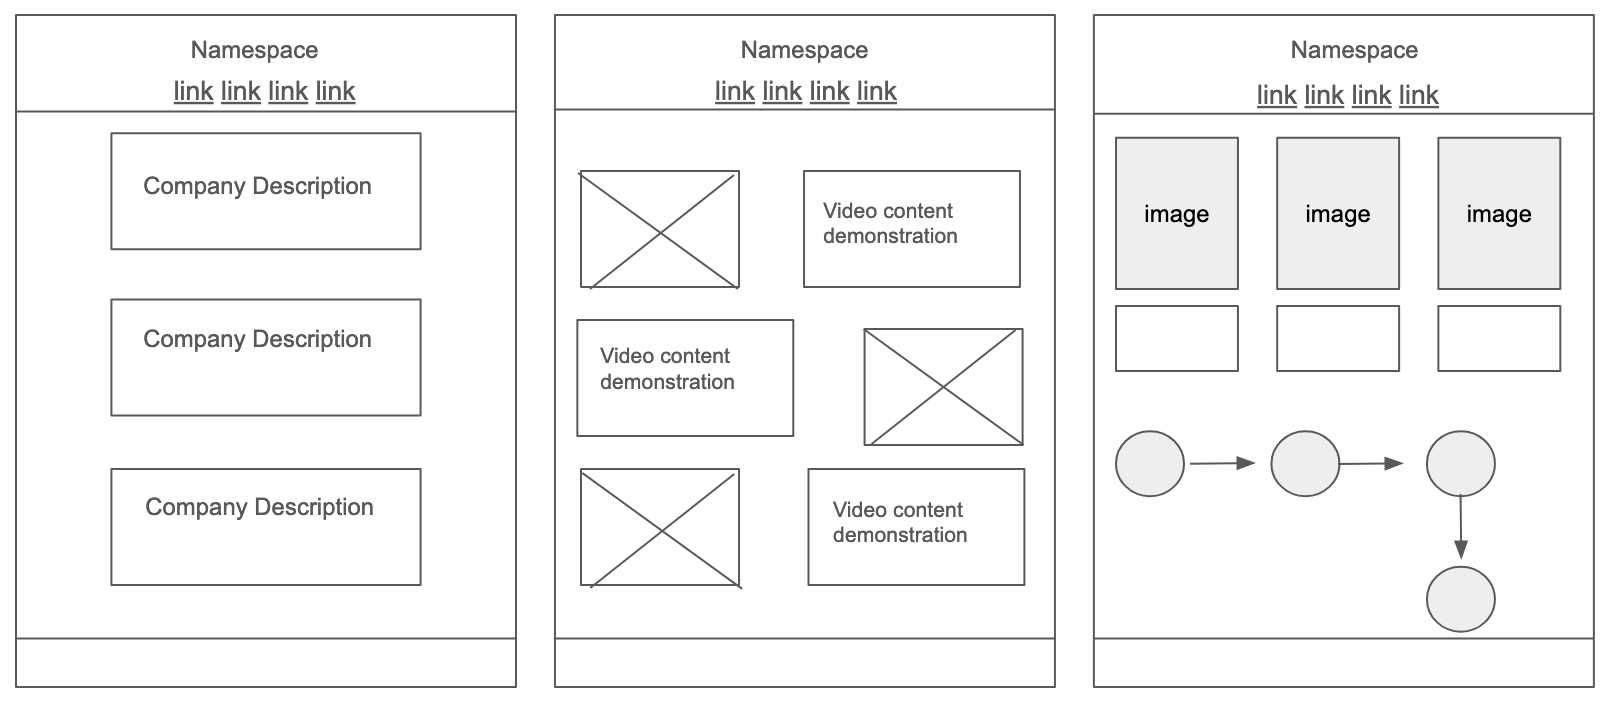 Namespace
link link link link
Company Description
Company Description
Company Description
Namespace
link link link link
Video content
demonstration
Video content
demonstration
Video content
demonstration
Namespace
link link link link
image image image